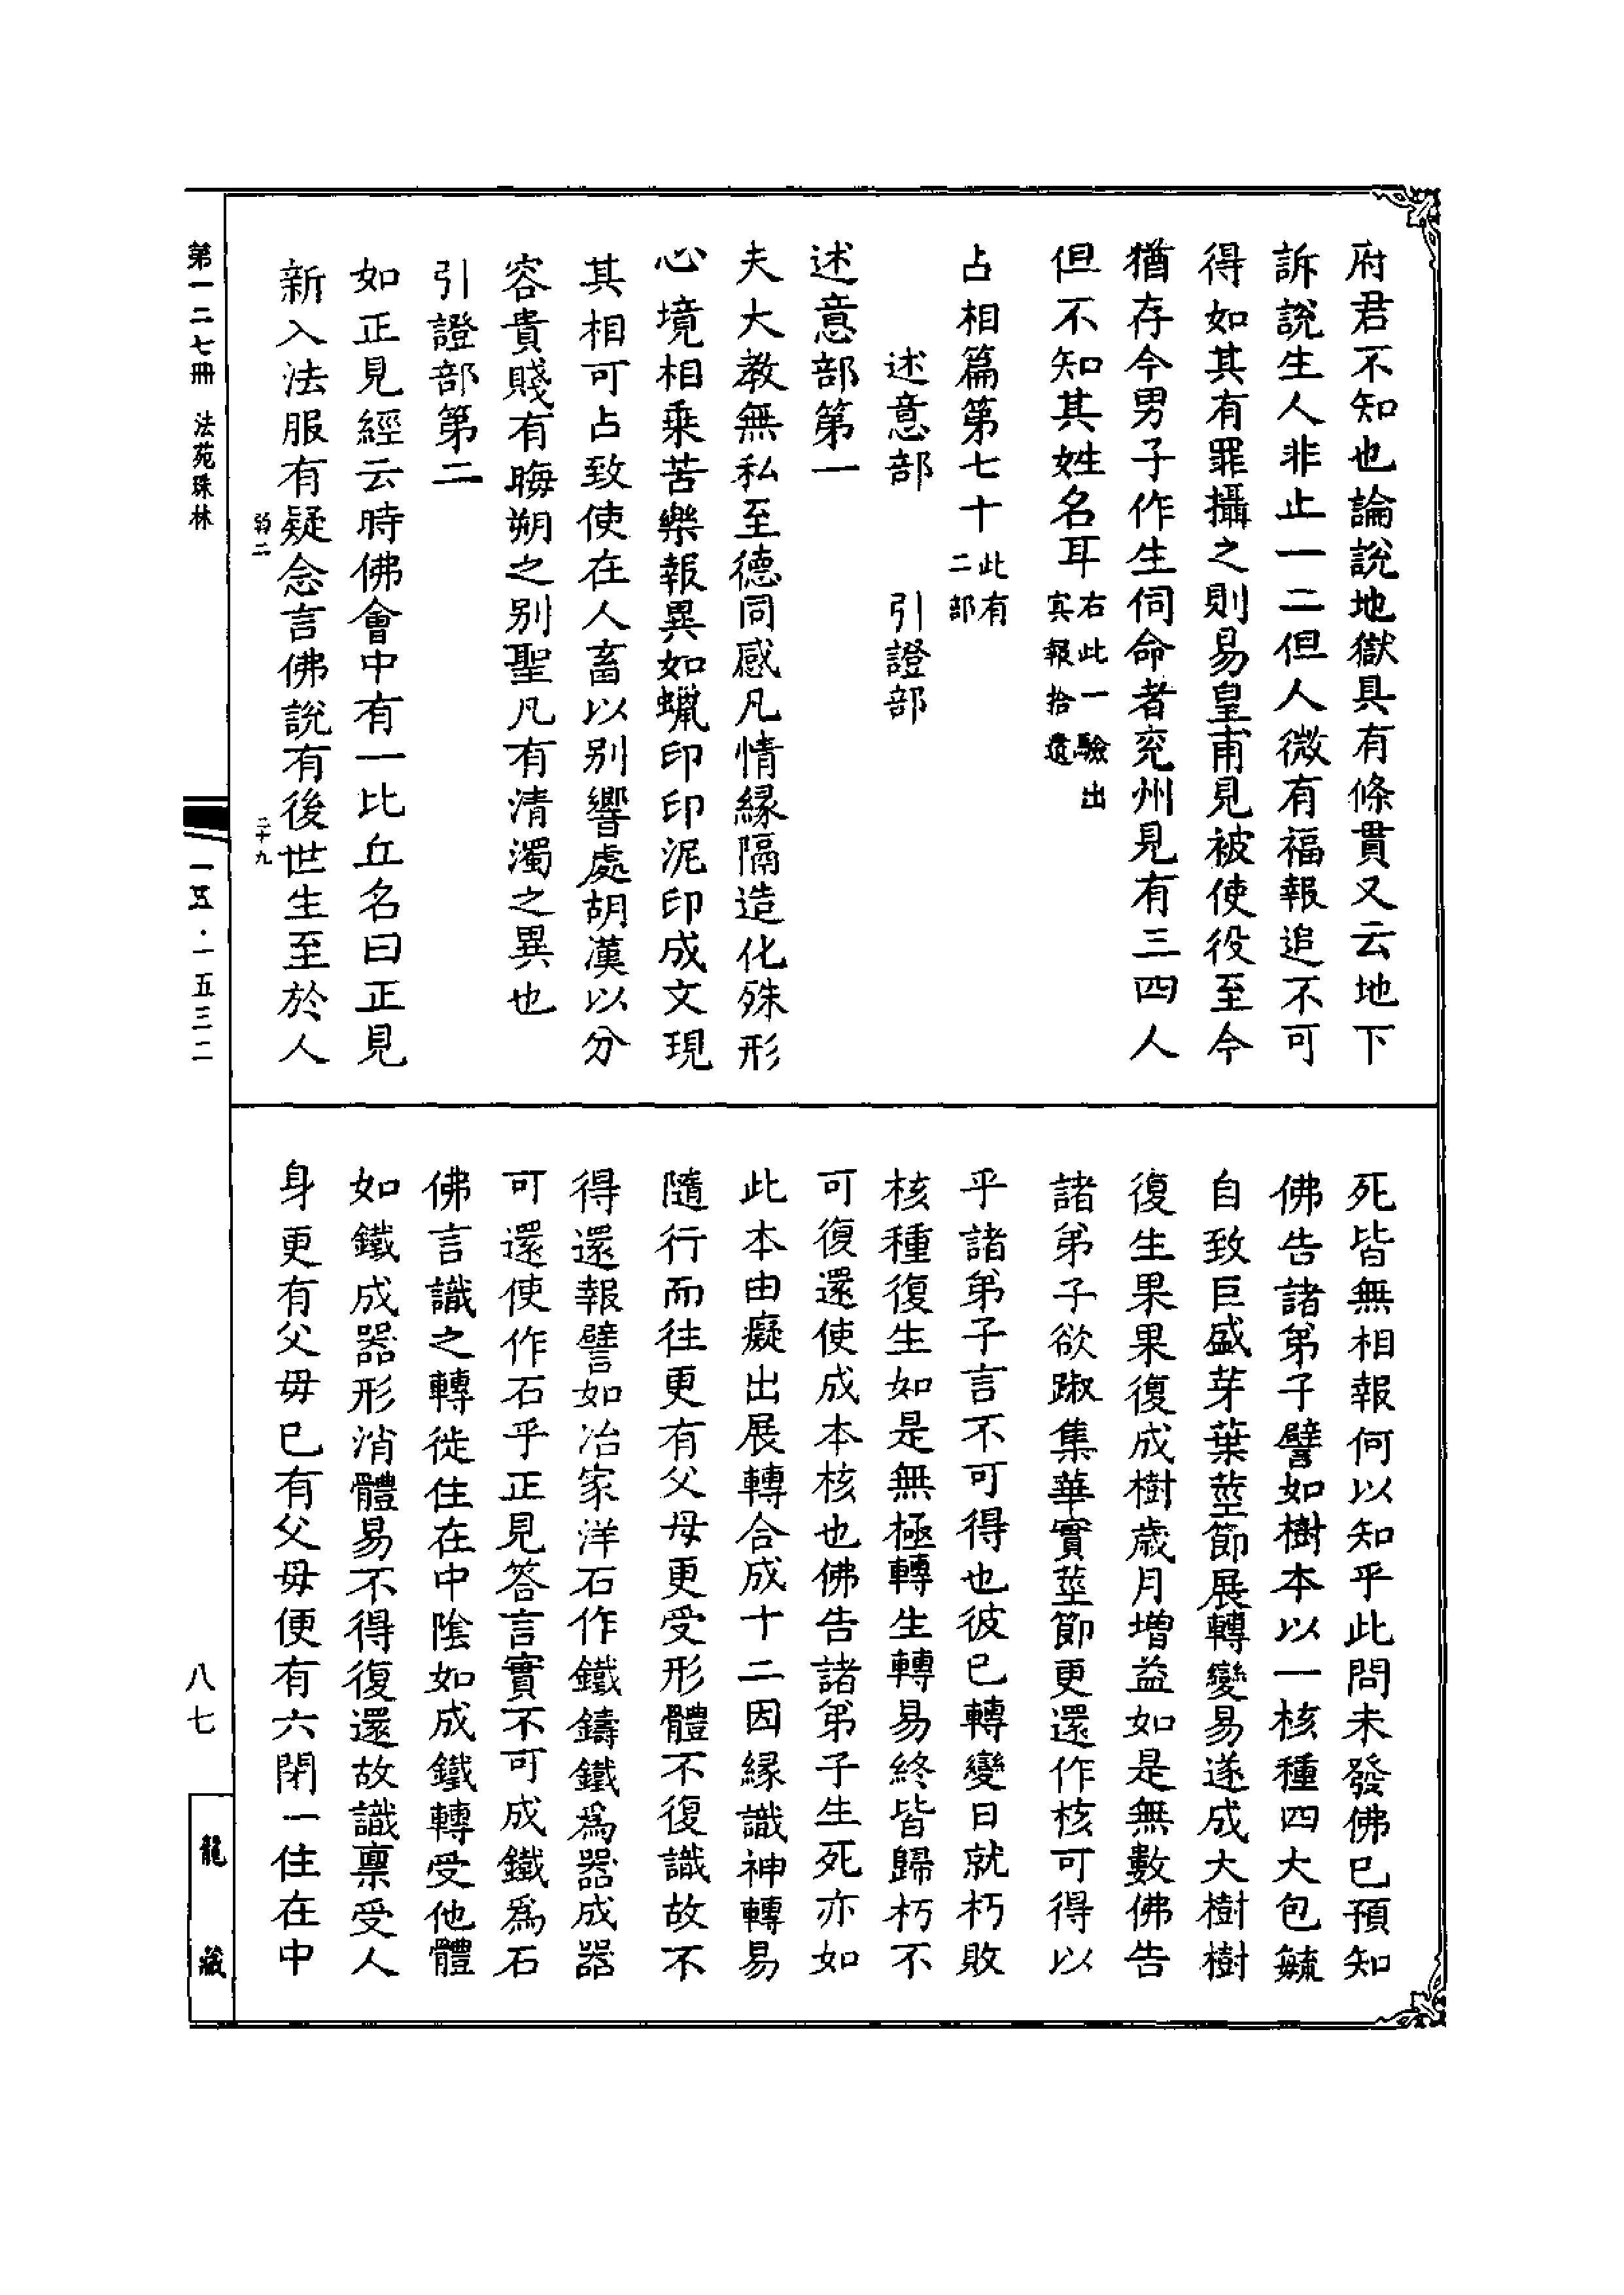 府君不知也論說地獄具有條貫又云地下
訴說生人非止一二但人微有福報追不可
得如其有罪攝之則易皇甫見被使役至今
猶存今男子作生伺命者兖州見有三四人
但不知其姓名耳右此一驗出㝠報拾遺
占相篇第七十此有二部
述意部 引證部
述意部第一
夫大教無私至德同感凡情緣隔造化殊形
心境相乗苦樂報異如蠟印印泥印成文現
其相可占致使在人畜以別響處胡漢以分
容貴賤有晦朔之別聖凡有清濁之異也
引證部第二
如正見經云時佛會中有一比丘名曰正見
新入法服有疑念言佛說有後世生至於人
死皆無相報何以知乎此問未發佛已預知
佛告諸弟子譬如樹本以一核種四大包毓
自致巨盛芽葉莖節展轉變易遂成大樹樹
復生果果復成樹歲月增益如是無數佛告
諸弟子欲踧集華實莖節更還作核可得以
乎諸弟子言不可得也彼已轉變日就朽敗
核種復生如是無極轉生轉易終皆歸朽不
可復還使成本核也佛告諸弟子生死亦如
此本由癡出展轉合成十二因緣識神轉易
隨行而往更有父母更受形體不復識故不
得還報譬如冶家洋石作鐵鑄鐵爲器成器
可還使作石乎正見答言實不可成鐵爲石
佛言識之轉徙住在中陰如成鐵轉受他體
如鐵成器形消體易不得復還故識稟受人
身更有父母已有父母便有六閉一住在中
第一二七冊 法苑珠林
弱二
二十九
一五·一五三二
八七
龍藏